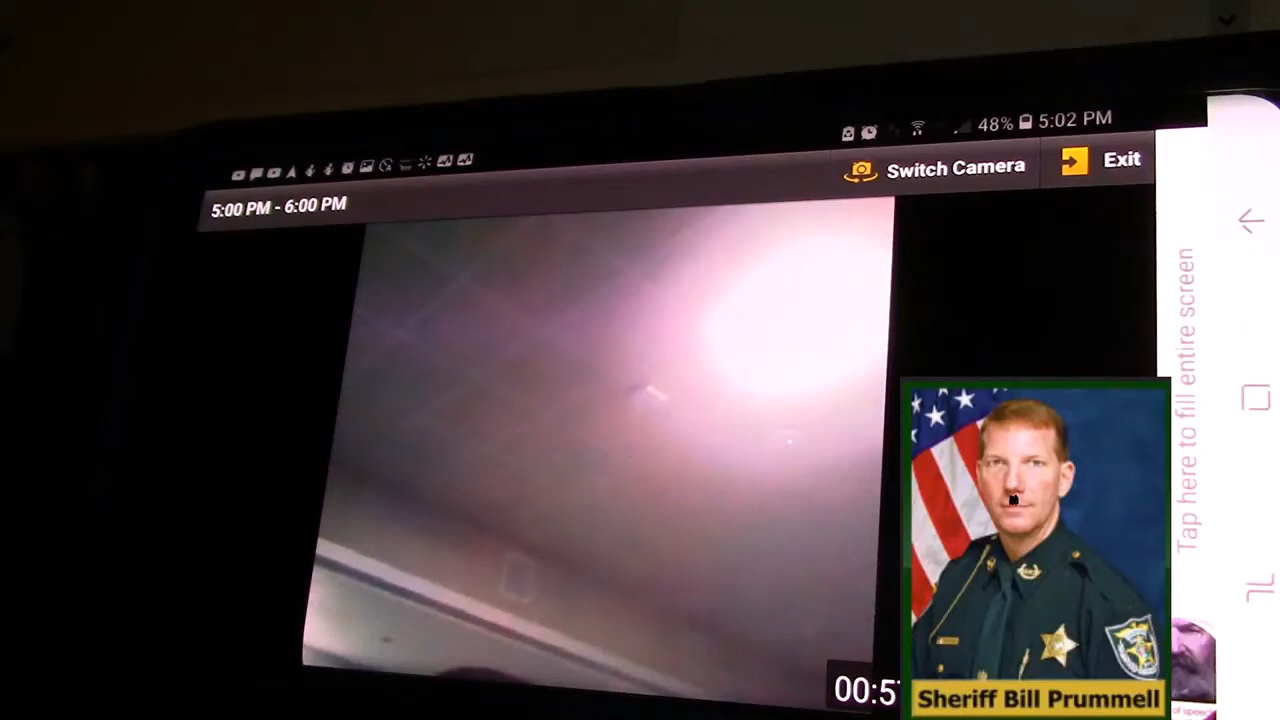 48% 5:02 PM
Switch Camera
Exit
5:00 PM - 6:00 PM
Tap here to fill entire screen
00:5
Sheriff Bill Prummell